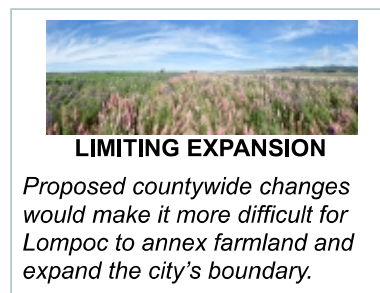 LIMITING EXPANSION
Proposed countywide changes
would make it more difficult for
Lompoc to annex farmland and
expand the city's boundary.